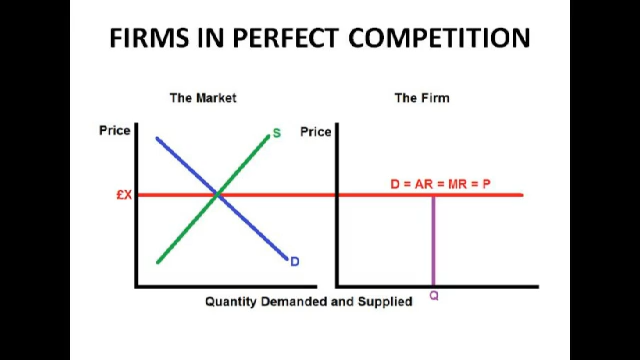 FIRMS IN PERFECT COMPETITION
The Market
The Firm
Price
S
Price
D = AR = MR = P
£X
D
Q
Quantity Demanded and Supplied